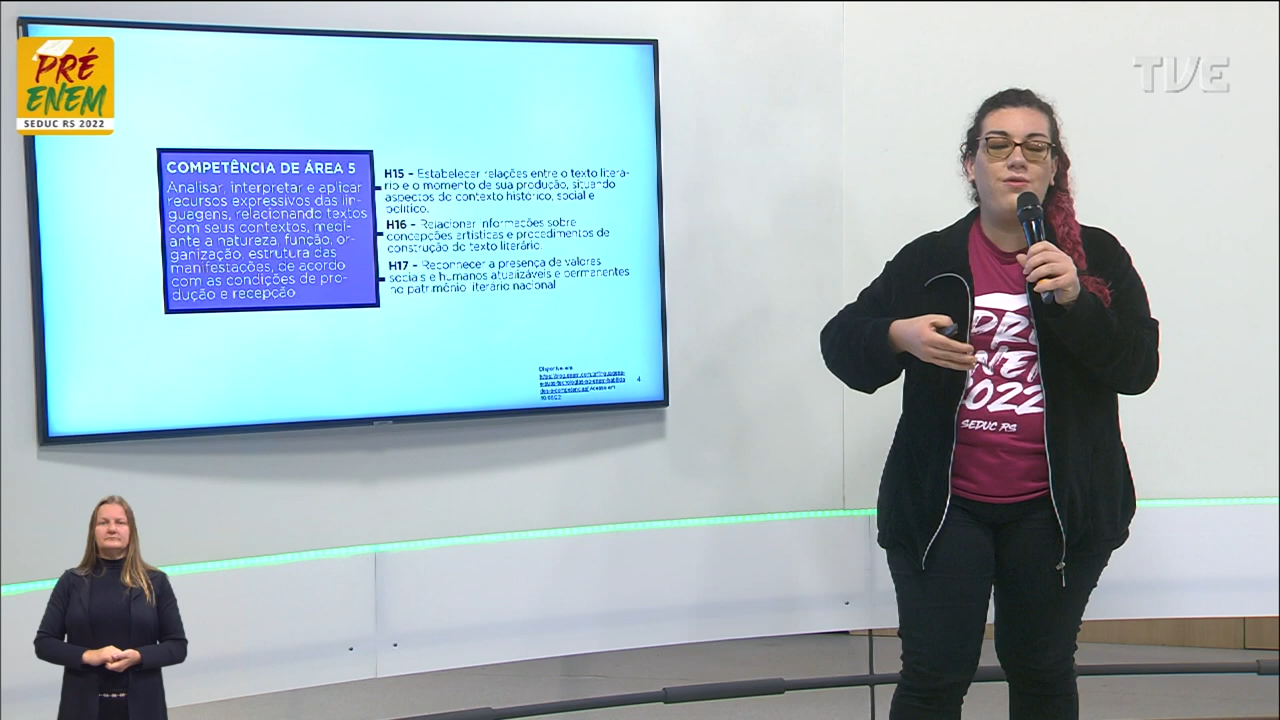 PRÉ
ENEM
SEDUC RS 2022
TVE
COMPETÊNCIA DE ÁREA 5
Analisar, interpretar e aplicar
recursos expressivos das lin-
guagens, relacionando textos
com seus contextos, medi-
ante a natureza, função, or-
ganização, estrutura das
manifestações, de acordo
com as condições de pro-
dução e recepção
H15 - Estabelecer relações entre o texto literá-
rio e o momento de sua produção, situando
aspectos do contexto histórico, social e
político.
H16 - Relacionar informações sobre
concepções artísticas e procedimentos de
construção do texto literário.
H17 - Reconhecer a presença de valores
sociais e humanos atualizáveis e permanentes
no patrimônio literário nacional
4
PRÉ
ENEM
2022
SEDUC RS